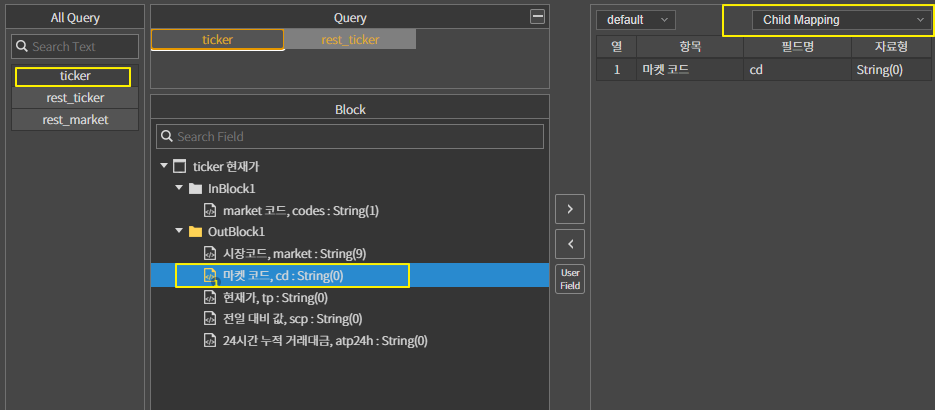 All Query
Search Text
ticker
rest_ticker
rest_market
Query
ticker
rest_ticker
Block
Search Field
ticker 현재가
InBlock1
market 코드, codes : String(1)
OutBlock1
시장코드, market : String(9)
마켓 코드, cd : String(0)
1
현재가, tp : String(0)
전일 대비 값, scp : String(0)
24시간 누적 거래대금, atp24h : String(0)
User
Field
default
Child Mapping
열 항목 필드명 자료형
1 마켓 코드 cd String(0)